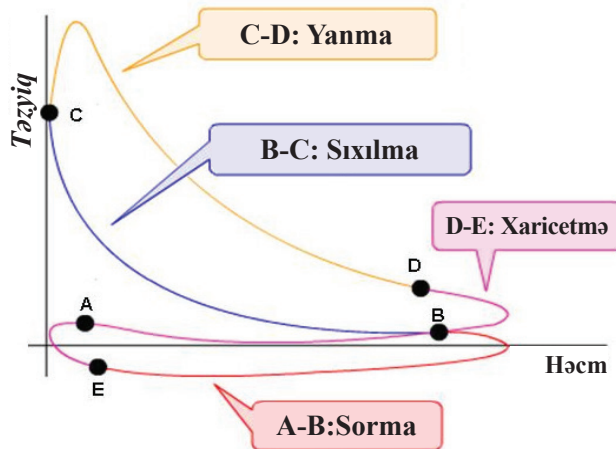 C-D: Yanma
Təzyiq
C
B-C: Sıxılma
D-E: Xaricetmə
D
A
B
E
Həcm
A-B:Sorma